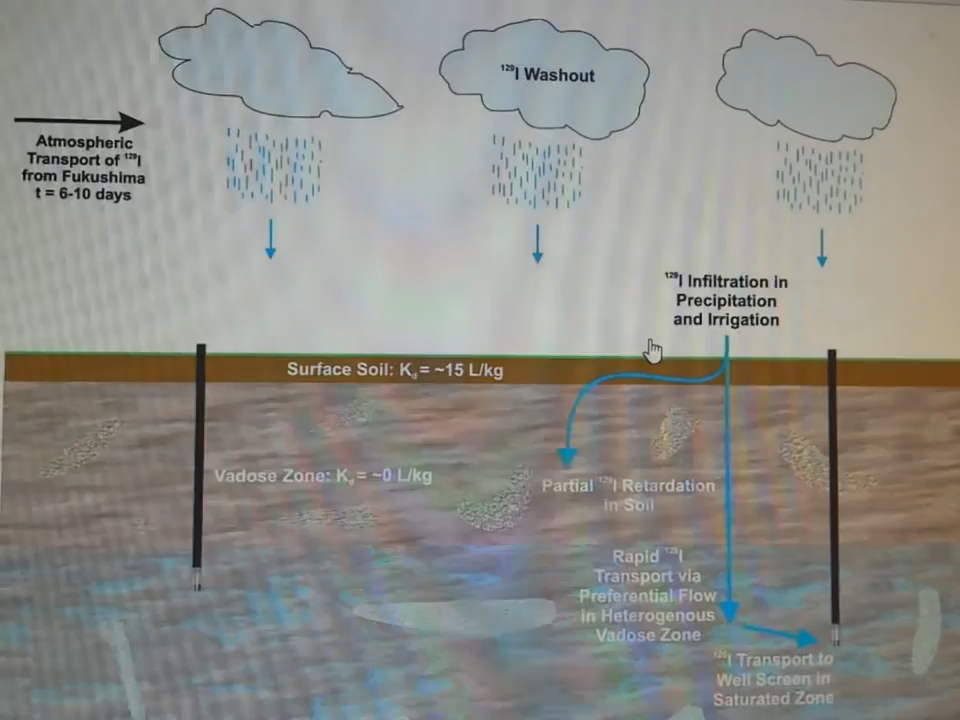 ¹²⁹I Washout
Atmospheric
Transport of ¹²⁹I
from Fukushima
t = 6-10 days
¹²⁹I Infiltration in
Precipitation
and Irrigation
Surface Soil: K_d = ~15 L/kg
Vadose Zone: K_d = ~0 L/kg
Partial ¹²⁹I Retardation
in Soil
Rapid ¹²⁹I
Transport via
Preferential Flow
in Heterogenous
Vadose Zone
¹²⁹I Transport to
Well Screen in
Saturated Zone